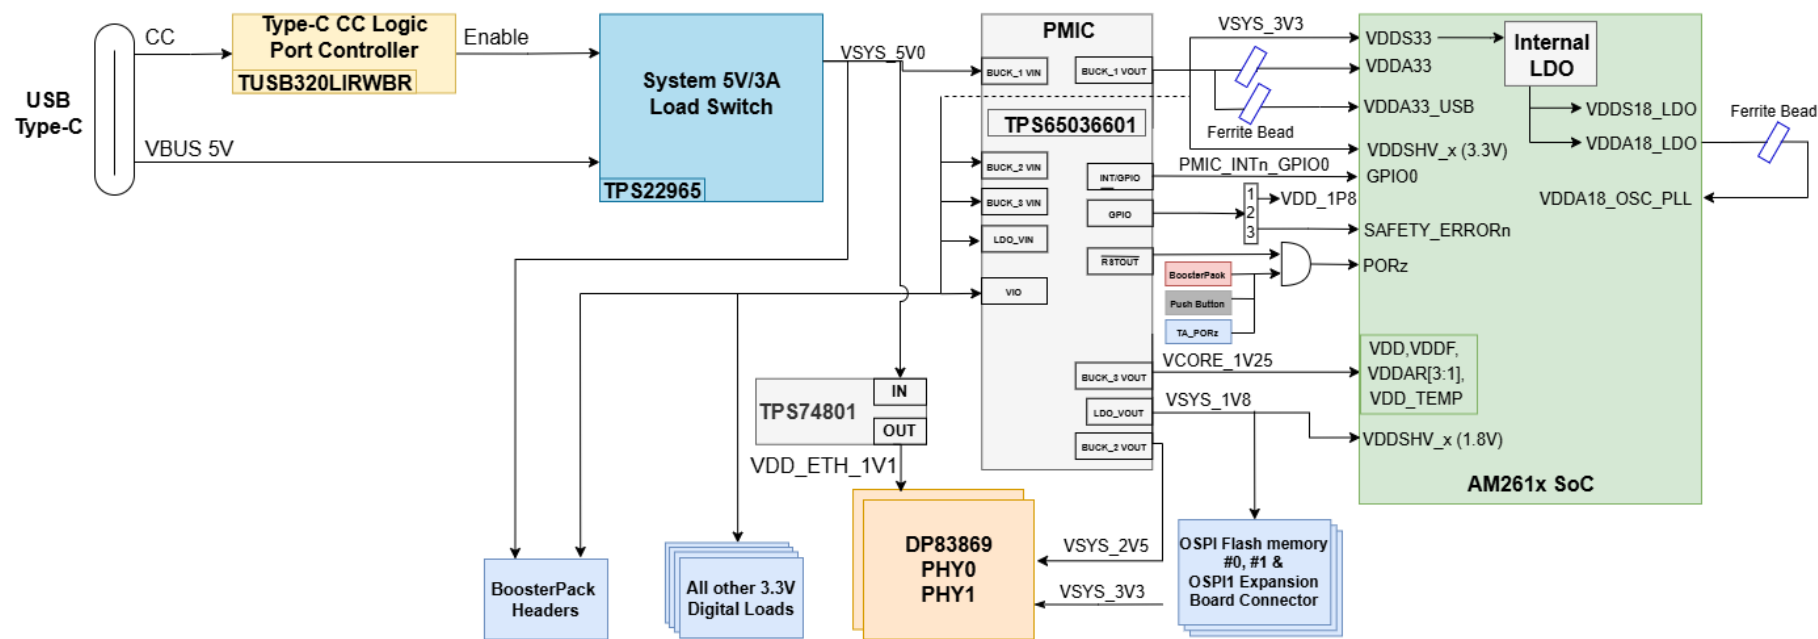 USB
Type-C
CC
VBUS 5V
Type-C CC Logic
Port Controller
TUSB320LIRWBR
Enable
System 5V/3A
Load Switch
TPS22965
VSYS_5V0
PMIC
TPS65036601
BUCK_1 VIN
BUCK_2 VIN
BUCK_3 VIN
LDO_VIN
VIO
BUCK_1 VOUT
INT/GPIO
GPIO
RSTOUT
BUCK_3 VOUT
LDO_VOUT
BUCK_2 VOUT
VSYS_3V3
Ferrite Bead
PMIC_INTn_GPIO0
1
2
3
VDD_1P8
BoosterPack
Push Button
TA_PORz
VCORE_1V25
VSYS_1V8
VDDS33
VDDA33
VDDA33_USB
VDDSHV_x (3.3V)
GPIO0
SAFETY_ERRORn
PORz
VDD,VDDF,
VDDAR[3:1],
VDD_TEMP
VDDSHV_x (1.8V)
Internal
LDO
VDDS18_LDO
VDDA18_LDO
VDDA18_OSC_PLL
AM261x SoC
Ferrite Bead
TPS74801
IN
OUT
VDD_ETH_1V1
BoosterPack
Headers
All other 3.3V
Digital Loads
DP83869
PHY0
PHY1
VSYS_2V5
VSYS_3V3
OSPI Flash memory
#0, #1 &
OSPI1 Expansion
Board Connector